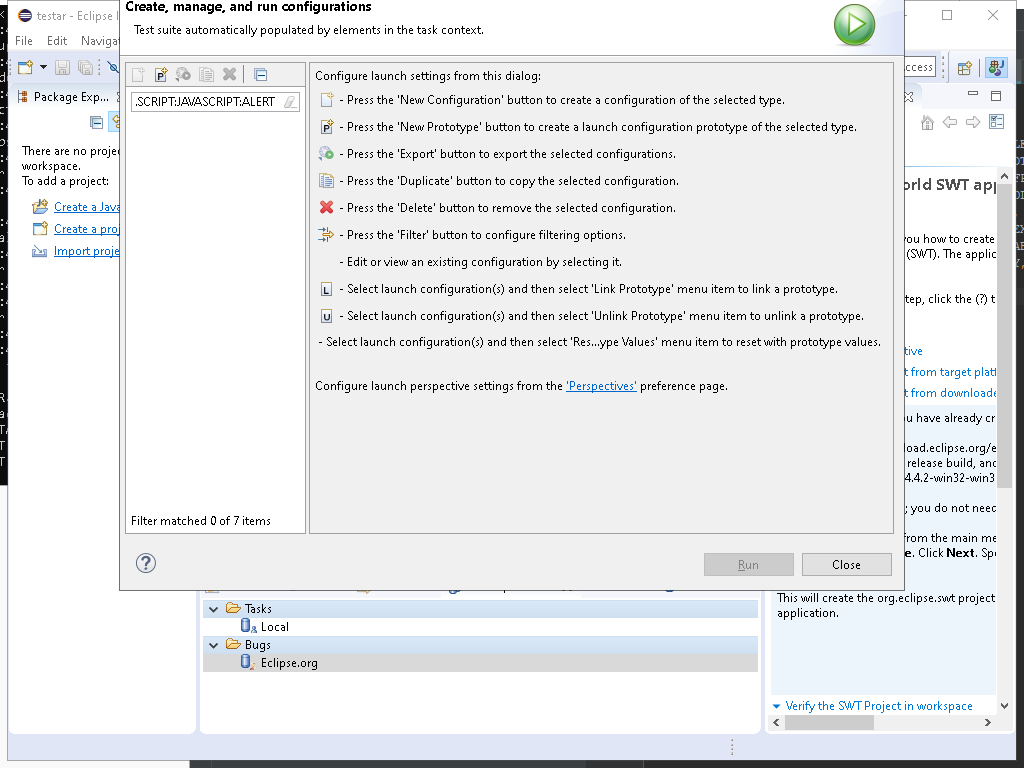 Create, manage, and run configurations
Test suite automatically populated by elements in the task context.
testar - Eclipse
File Edit Naviga
Package Exp...
There are no proje
workspace.
To add a project:
Create a Java
Create a pro
Import proje
.SCRIPT:JAVASCRIPT:ALERT
Filter matched 0 of 7 items
Configure launch settings from this dialog:
- Press the 'New Configuration' button to create a configuration of the selected type.
- Press the 'New Prototype' button to create a launch configuration prototype of the selected type.
- Press the 'Export' button to export the selected configurations.
- Press the 'Duplicate' button to copy the selected configuration.
- Press the 'Delete' button to remove the selected configuration.
- Press the 'Filter' button to configure filtering options.
- Edit or view an existing configuration by selecting it.
- Select launch configuration(s) and then select 'Link Prototype' menu item to link a prototype.
- Select launch configuration(s) and then select 'Unlink Prototype' menu item to unlink a prototype.
- Select launch configuration(s) and then select 'Res...ype Values' menu item to reset with prototype values.
Configure launch perspective settings from the 'Perspectives' preference page.
Run
Close
Tasks
Local
Bugs
Eclipse.org
ccess
orld SWT app
you how to create
(SWT). The applic
tep, click the (?) t
tive
t from target platf
t from downloade
u have already cr
load.eclipse.org/e
release build, and
4.4.2-win32-win3
; you do not need
from the main me
e. Click Next. Spe
This will create the org.eclipse.swt project
application.
Verify the SWT Project in workspace